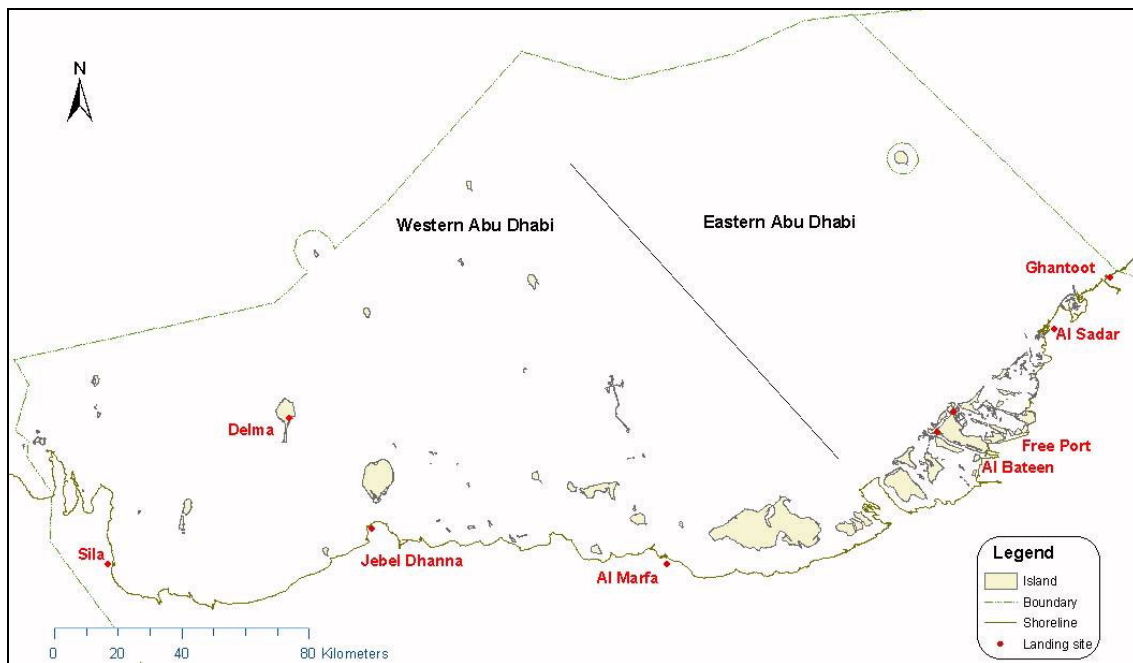 N
Western Abu Dhabi
Eastern Abu Dhabi
Ghantoot
Al Sadar
Delma
Free Port
Al Bateen
Sila
Jebel Dhanna
Al Marfa
Legend
Island
Boundary
Shoreline
Landing site
0 20 40 80 Kilometers